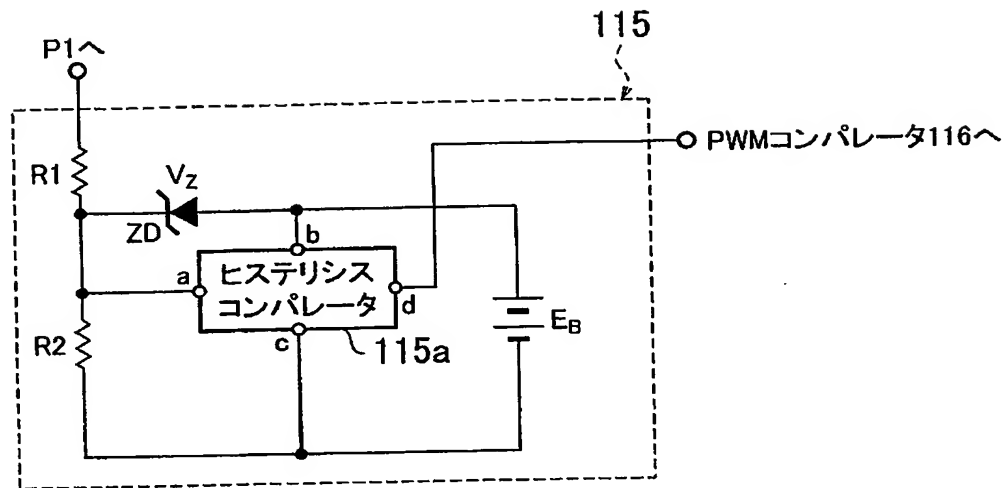 115
P1へ
PWMコンパレータ116へ
R1
VZ
ZD
b
a
ヒステリシス
コンパレータ
d
EB
R2
c
115a